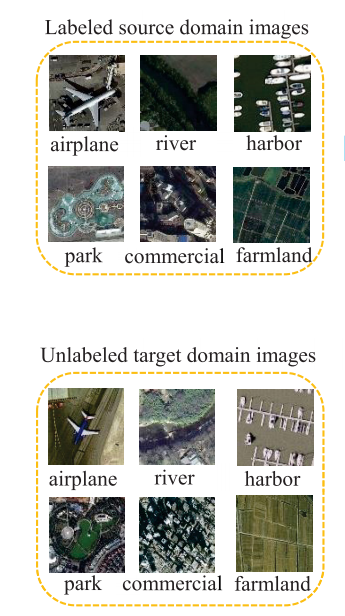 Labeled source domain images
airplane river harbor
park commercial farmland
Unlabeled target domain images
airplane river harbor
park commercial farmland